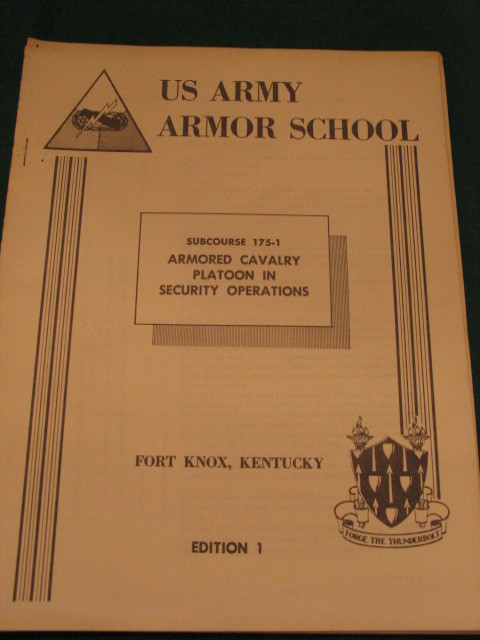 US ARMY
ARMOR SCHOOL
SUBCOURSE 175-1
ARMORED CAVALRY
PLATOON IN
SECURITY OPERATIONS
FORT KNOX, KENTUCKY
FORGE THE THUNDERBOLT
EDITION 1